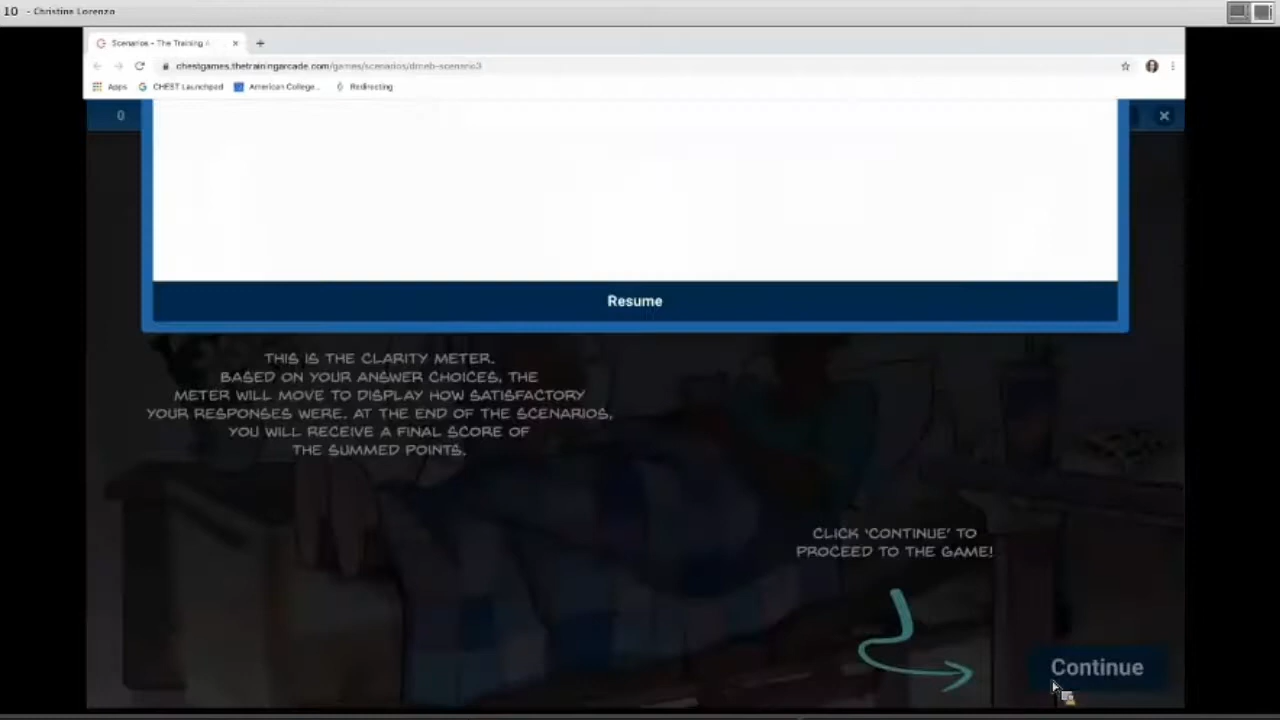 10 - Christine Lorenzo
Scenarios - The Training A
chestgames.thetrainingarcade.com/games/scenarios/dmeb-scenario3
Apps CHEST Launchpad American College... Redirecting
0
Resume
THIS IS THE CLARITY METER.
BASED ON YOUR ANSWER CHOICES, THE
METER WILL MOVE TO DISPLAY HOW SATISFACTORY
YOUR RESPONSES WERE. AT THE END OF THE SCENARIOS,
YOU WILL RECEIVE A FINAL SCORE OF
THE SUMMED POINTS.
CLICK 'CONTINUE' TO
PROCEED TO THE GAME!
Continue